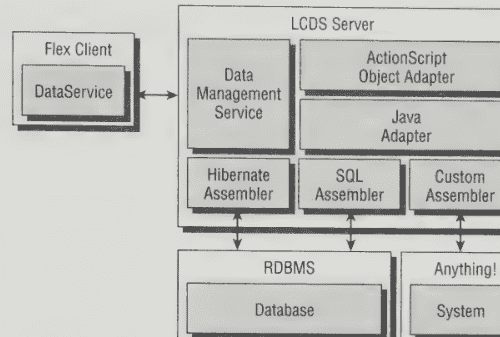 LCDS Server
Flex Client
DataService
Data
Management
Service
ActionScript
Object Adapter
Java
Adapter
Hibernate
Assembler
SQL
Assembler
Custom
Assembler
RDBMS
Database
Anything!
System